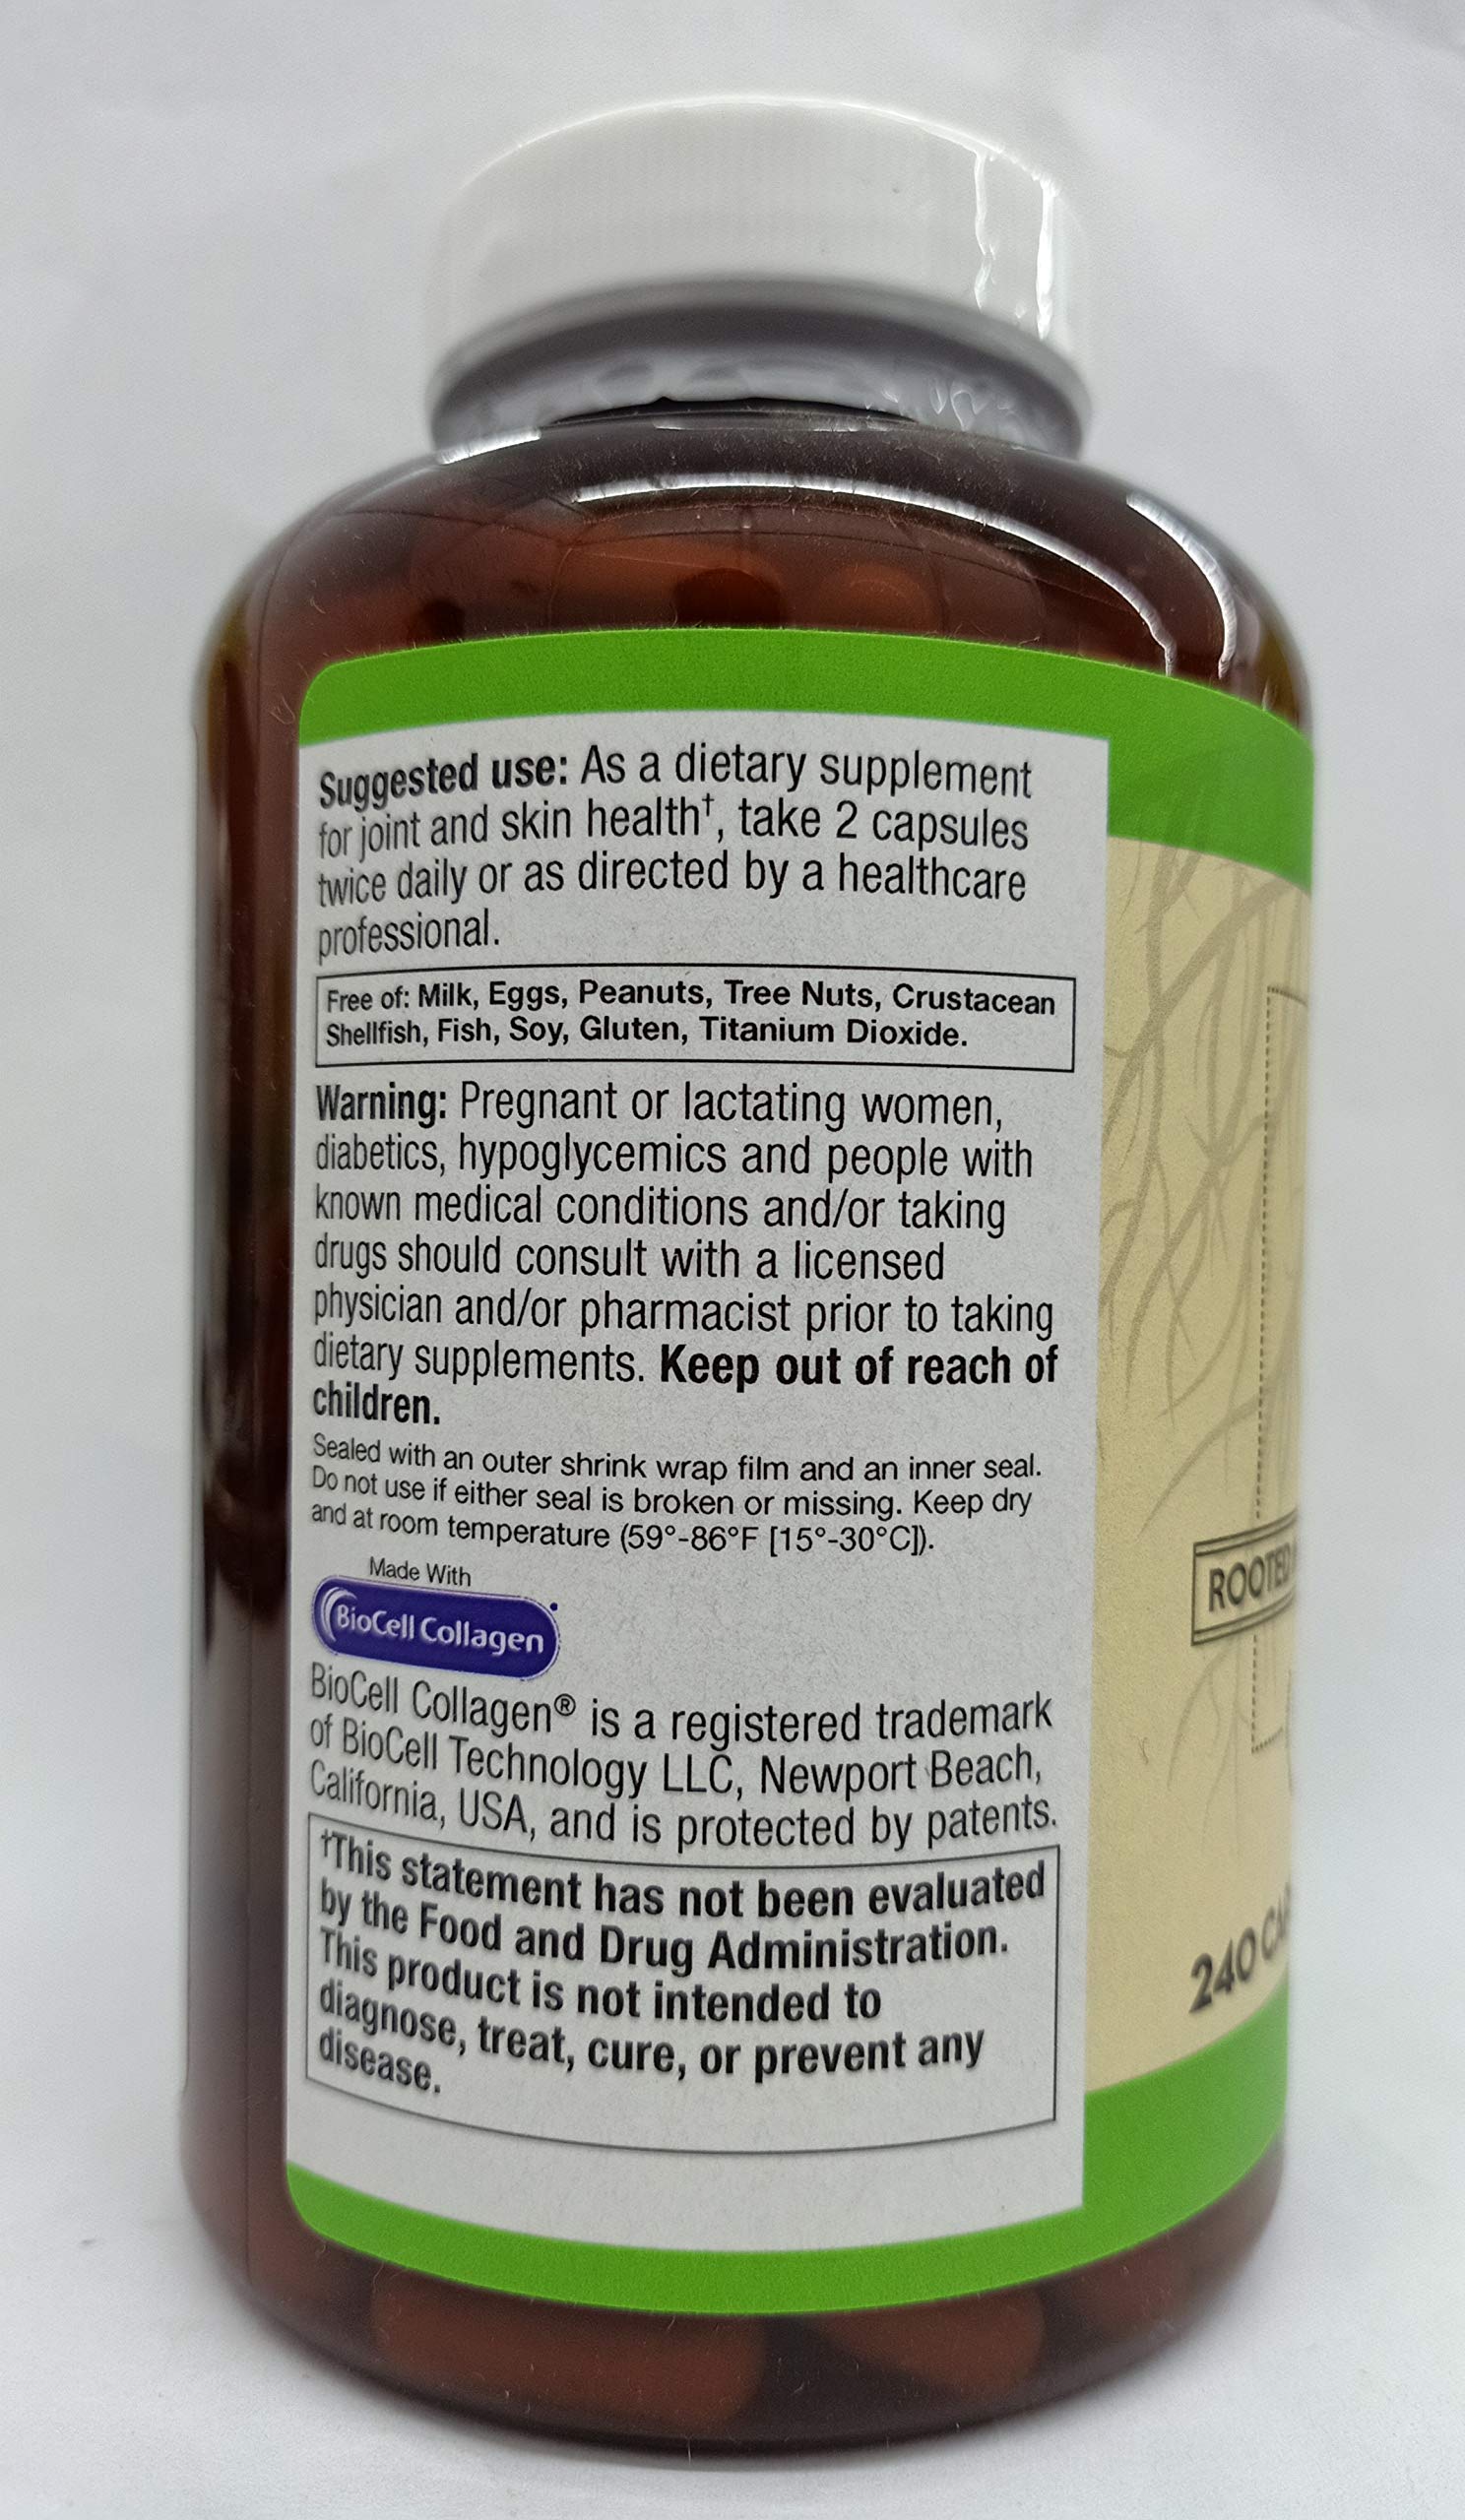 Suggested use: As a dietary supplement
for joint and skin health†, take 2 capsules
twice daily or as directed by a healthcare
professional.
Free of: Milk, Eggs, Peanuts, Tree Nuts, Crustacean
Shellfish, Fish, Soy, Gluten, Titanium Dioxide.
Warning: Pregnant or lactating women,
diabetics, hypoglycemics and people with
known medical conditions and/or taking
drugs should consult with a licensed
physician and/or pharmacist prior to taking
dietary supplements. Keep out of reach of
children.
Sealed with an outer shrink wrap film and an inner seal.
Do not use if either seal is broken or missing. Keep dry
and at room temperature (59°-86°F [15°-30°C]).
Made With
BioCell Collagen
BioCell Collagen® is a registered trademark
of BioCell Technology LLC, Newport Beach,
California, USA, and is protected by patents.
†This statement has not been evaluated
by the Food and Drug Administration.
This product is not intended to
diagnose, treat, cure, or prevent any
disease.
ROOTED
240